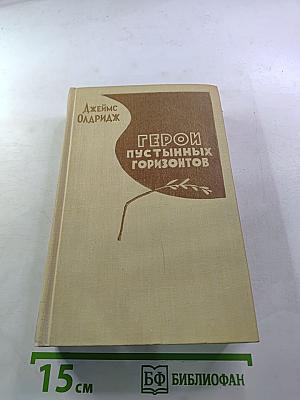 Джеймс
Олдридж
ГЕРОИ
ПУСТЫННЫХ
ГОРИЗОНТОВ
15 см
БФ БИБЛИОФАН